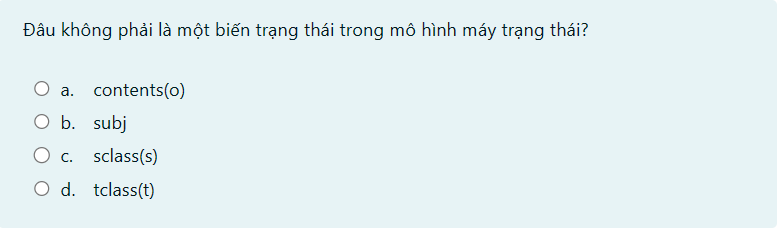 Đâu không phải là một biến trạng thái trong mô hình máy trạng thái?
a. contents(o)
b. subj
c. sclass(s)
d. tclass(t)